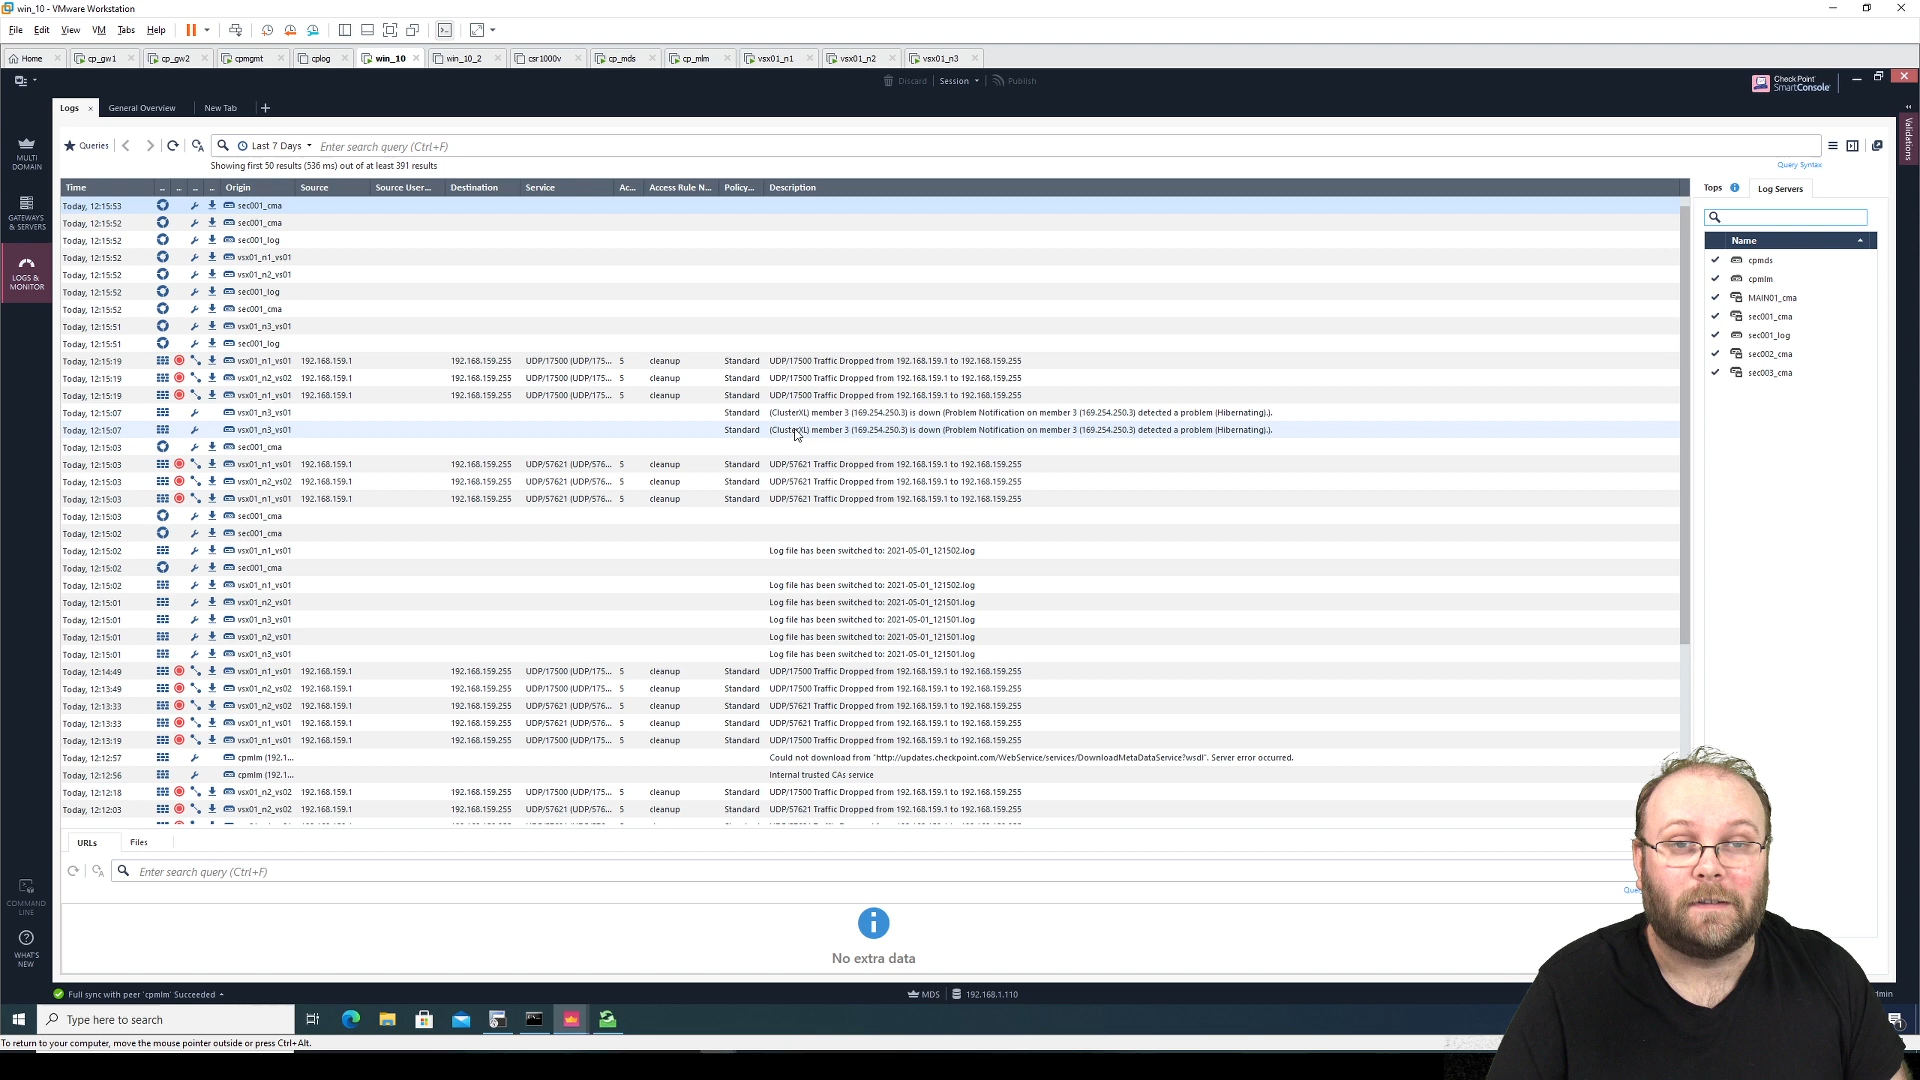 win_10 - VMware Workstation
File Edit View VM Tabs Help
Home cp_gw1 cp_gw2 cpmgmt cplog win_10 win_10_2 csr1000v cp_mds cp_mlm vsx01_n1 vsx01_n2 vsx01_n3
Discard Session Publish
Check Point SmartConsole
Logs General Overview New Tab
Validations
Queries Last 7 Days Enter search query (Ctrl+F)
Showing first 50 results (536 ms) out of at least 391 results
Query Syntax
MULTI DOMAIN
GATEWAYS & SERVERS
LOGS & MONITOR
COMMAND LINE
WHAT'S NEW
Time .. .. .. .. Origin Source Source User... Destination Service Ac... Access Rule N... Policy... Description
Today, 12:15:53 sec001_cma
Today, 12:15:52 sec001_cma
Today, 12:15:52 sec001_log
Today, 12:15:52 vsx01_n1_vs01
Today, 12:15:52 vsx01_n2_vs01
Today, 12:15:52 sec001_log
Today, 12:15:52 sec001_cma
Today, 12:15:51 vsx01_n3_vs01
Today, 12:15:51 sec001_log
Today, 12:15:19 vsx01_n1_vs01 192.168.159.1 192.168.159.255 UDP/17500 (UDP/175... 5 cleanup Standard UDP/17500 Traffic Dropped from 192.168.159.1 to 192.168.159.255
Today, 12:15:19 vsx01_n2_vs02 192.168.159.1 192.168.159.255 UDP/17500 (UDP/175... 5 cleanup Standard UDP/17500 Traffic Dropped from 192.168.159.1 to 192.168.159.255
Today, 12:15:19 vsx01_n1_vs01 192.168.159.1 192.168.159.255 UDP/17500 (UDP/175... 5 cleanup Standard UDP/17500 Traffic Dropped from 192.168.159.1 to 192.168.159.255
Today, 12:15:07 vsx01_n3_vs01 Standard (ClusterXL) member 3 (169.254.250.3) is down (Problem Notification on member 3 (169.254.250.3) detected a problem (Hibernating).).
Today, 12:15:07 vsx01_n3_vs01 Standard (ClusterXL) member 3 (169.254.250.3) is down (Problem Notification on member 3 (169.254.250.3) detected a problem (Hibernating).).
Today, 12:15:03 sec001_cma
Today, 12:15:03 vsx01_n1_vs01 192.168.159.1 192.168.159.255 UDP/57621 (UDP/576... 5 cleanup Standard UDP/57621 Traffic Dropped from 192.168.159.1 to 192.168.159.255
Today, 12:15:03 vsx01_n2_vs02 192.168.159.1 192.168.159.255 UDP/57621 (UDP/576... 5 cleanup Standard UDP/57621 Traffic Dropped from 192.168.159.1 to 192.168.159.255
Today, 12:15:03 vsx01_n1_vs01 192.168.159.1 192.168.159.255 UDP/57621 (UDP/576... 5 cleanup Standard UDP/57621 Traffic Dropped from 192.168.159.1 to 192.168.159.255
Today, 12:15:03 sec001_cma
Today, 12:15:02 sec001_cma
Today, 12:15:02 vsx01_n1_vs01 Log file has been switched to: 2021-05-01_121502.log
Today, 12:15:02 sec001_cma
Today, 12:15:02 vsx01_n1_vs01 Log file has been switched to: 2021-05-01_121502.log
Today, 12:15:01 vsx01_n2_vs01 Log file has been switched to: 2021-05-01_121501.log
Today, 12:15:01 vsx01_n3_vs01 Log file has been switched to: 2021-05-01_121501.log
Today, 12:15:01 vsx01_n2_vs01 Log file has been switched to: 2021-05-01_121501.log
Today, 12:15:01 vsx01_n3_vs01 Log file has been switched to: 2021-05-01_121501.log
Today, 12:14:49 vsx01_n1_vs01 192.168.159.1 192.168.159.255 UDP/17500 (UDP/175... 5 cleanup Standard UDP/17500 Traffic Dropped from 192.168.159.1 to 192.168.159.255
Today, 12:13:49 vsx01_n2_vs02 192.168.159.1 192.168.159.255 UDP/17500 (UDP/175... 5 cleanup Standard UDP/17500 Traffic Dropped from 192.168.159.1 to 192.168.159.255
Today, 12:13:33 vsx01_n2_vs02 192.168.159.1 192.168.159.255 UDP/57621 (UDP/576... 5 cleanup Standard UDP/57621 Traffic Dropped from 192.168.159.1 to 192.168.159.255
Today, 12:13:33 vsx01_n1_vs01 192.168.159.1 192.168.159.255 UDP/57621 (UDP/576... 5 cleanup Standard UDP/57621 Traffic Dropped from 192.168.159.1 to 192.168.159.255
Today, 12:13:19 vsx01_n1_vs01 192.168.159.1 192.168.159.255 UDP/17500 (UDP/175... 5 cleanup Standard UDP/17500 Traffic Dropped from 192.168.159.1 to 192.168.159.255
Today, 12:12:57 cpmlm (192.1... Could not download from "http://updates.checkpoint.com/WebService/services/DownloadMetaDataService?wsdl". Server error occurred.
Today, 12:12:56 cpmlm (192.1... Internal trusted CAs service
Today, 12:12:18 vsx01_n2_vs02 192.168.159.1 192.168.159.255 UDP/17500 (UDP/175... 5 cleanup Standard UDP/17500 Traffic Dropped from 192.168.159.1 to 192.168.159.255
Today, 12:12:03 vsx01_n2_vs02 192.168.159.1 192.168.159.255 UDP/57621 (UDP/576... 5 cleanup Standard UDP/57621 Traffic Dropped from 192.168.159.1 to 192.168.159.255
Tops Log Servers
Name
cpmds
cpmlm
MAIN01_cma
sec001_cma
sec001_log
sec002_cma
sec003_cma
URLs Files
Enter search query (Ctrl+F)
No extra data
Full sync with peer 'cpmlm' Succeeded MDS 192.168.1.110
Type here to search
To return to your computer, move the mouse pointer outside or press Ctrl+Alt.